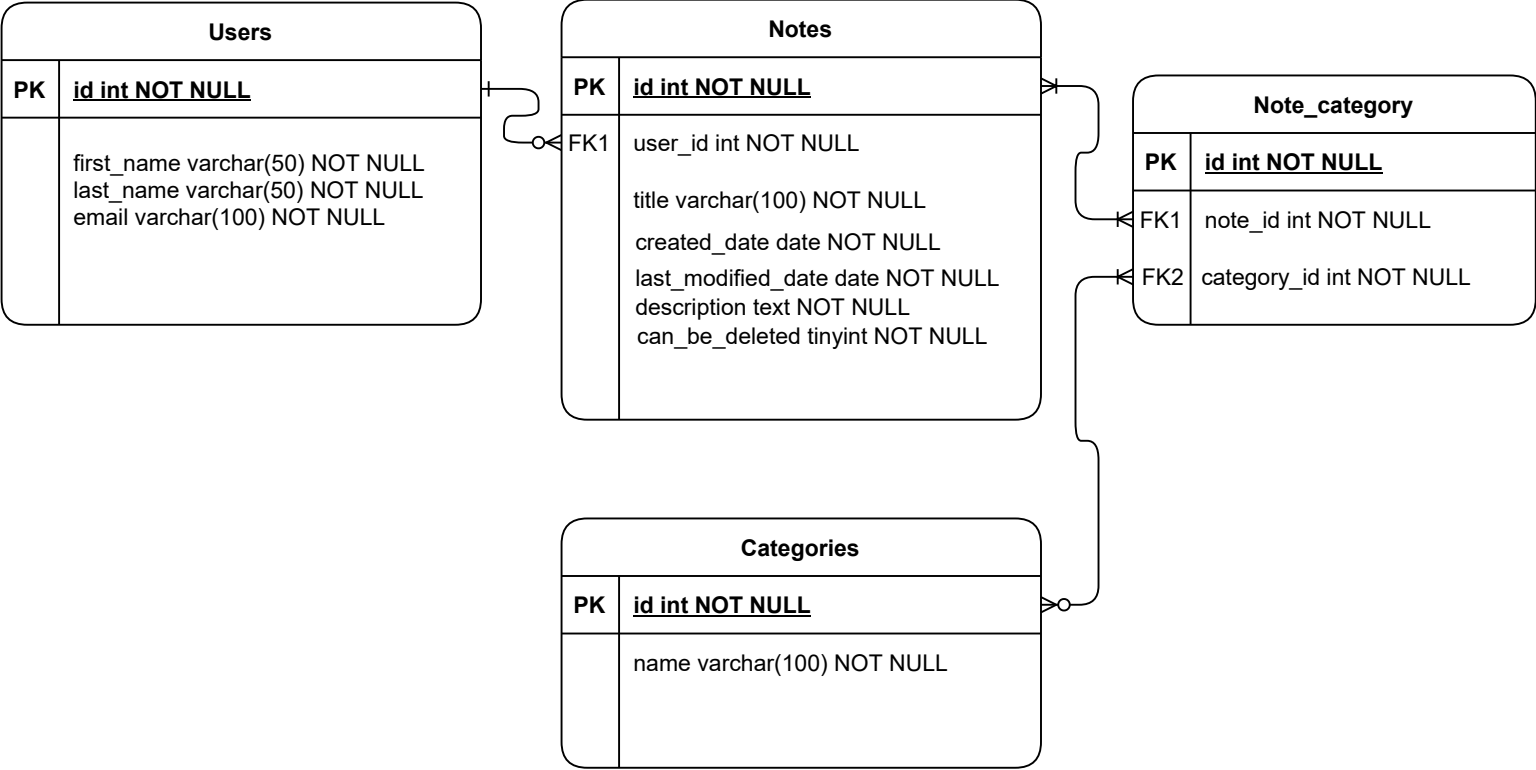 Users
PK id int NOT NULL
first_name varchar(50) NOT NULL
last_name varchar(50) NOT NULL
email varchar(100) NOT NULL
Notes
PK id int NOT NULL
FK1 user_id int NOT NULL
title varchar(100) NOT NULL
created_date date NOT NULL
last_modified_date date NOT NULL
description text NOT NULL
can_be_deleted tinyint NOT NULL
Note_category
PK id int NOT NULL
FK1 note_id int NOT NULL
FK2 category_id int NOT NULL
Categories
PK id int NOT NULL
name varchar(100) NOT NULL